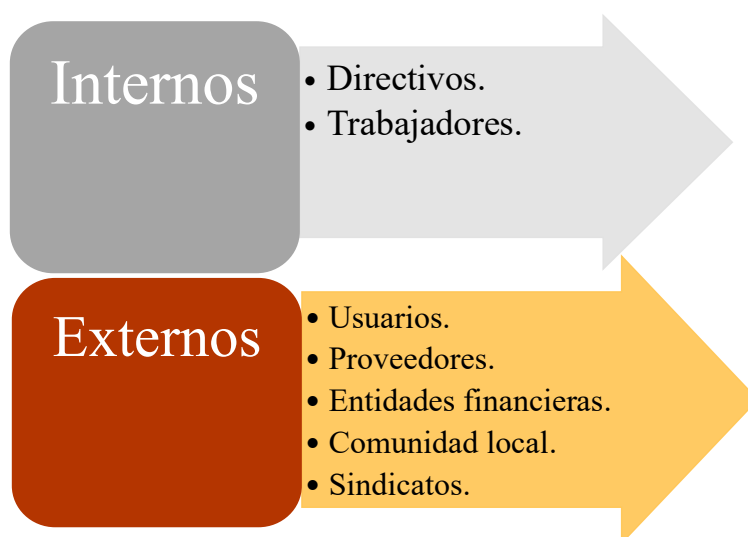 Internos
• Directivos.
• Trabajadores.
Externos
• Usuarios.
• Proveedores.
• Entidades financieras.
• Comunidad local.
• Sindicatos.